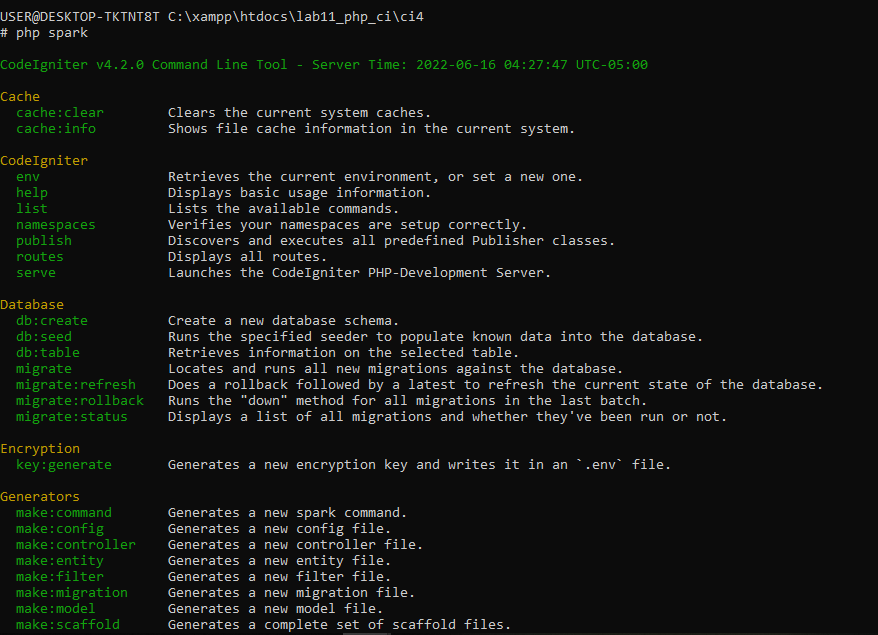 USER@DESKTOP-TKTNT8T C:\xampp\htdocs\lab11_php_ci\ci4
# php spark
CodeIgniter v4.2.0 Command Line Tool - Server Time: 2022-06-16 04:27:47 UTC-05:00
Cache
cache:clear Clears the current system caches.
cache:info Shows file cache information in the current system.
CodeIgniter
env Retrieves the current environment, or set a new one.
help Displays basic usage information.
list Lists the available commands.
namespaces Verifies your namespaces are setup correctly.
publish Discovers and executes all predefined Publisher classes.
routes Displays all routes.
serve Launches the CodeIgniter PHP-Development Server.
Database
db:create Create a new database schema.
db:seed Runs the specified seeder to populate known data into the database.
db:table Retrieves information on the selected table.
migrate Locates and runs all new migrations against the database.
migrate:refresh Does a rollback followed by a latest to refresh the current state of the database.
migrate:rollback Runs the "down" method for all migrations in the last batch.
migrate:status Displays a list of all migrations and whether they've been run or not.
Encryption
key:generate Generates a new encryption key and writes it in an `.env` file.
Generators
make:command Generates a new spark command.
make:config Generates a new config file.
make:controller Generates a new controller file.
make:entity Generates a new entity file.
make:filter Generates a new filter file.
make:migration Generates a new migration file.
make:model Generates a new model file.
make:scaffold Generates a complete set of scaffold files.